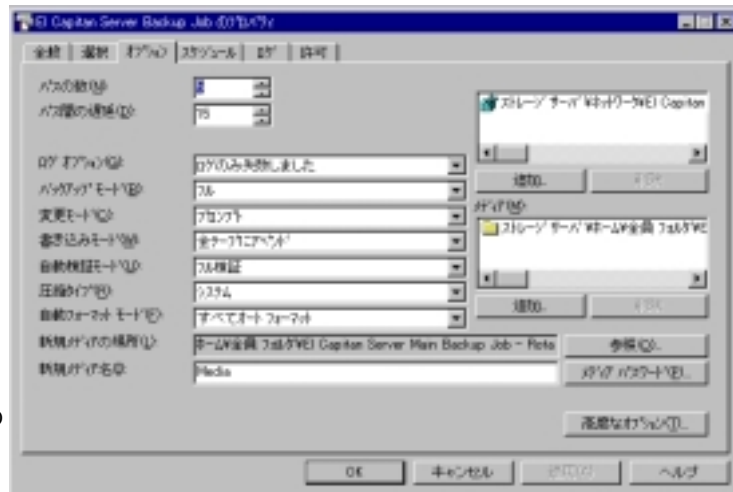 El Capitan Server Backup Job のプロパティ
全般 選択 オプション スケジュール ログ 許可
パスの数(N):
パス間の遅延(D): 15
ログ オプション(G): ログのみ失敗しました
バックアップ モード(B): フル
変更モード(C): アセンブト
書き込みモード(W): 全テープにアペンド
自動検証モード(U): フル検証
圧縮タイプ(R): システム
自動フォーマット モード(F): すべてオート フォーマット
新規メディアの場所(L): ホーム¥全員 フォルダ¥El Capitan Server Main Backup Job - Rota
新規メディア名: Media
ストレージ サーバ¥ネットワーク¥El Capitan
追加... 削除
メディア(M):
ストレージ サーバ¥ホーム¥全員 フォルダ¥E
追加... 削除
参照(O)...
メディア パスワード(E)...
高度なオプション(T)...
OK キャンセル 適用(A) ヘルプ